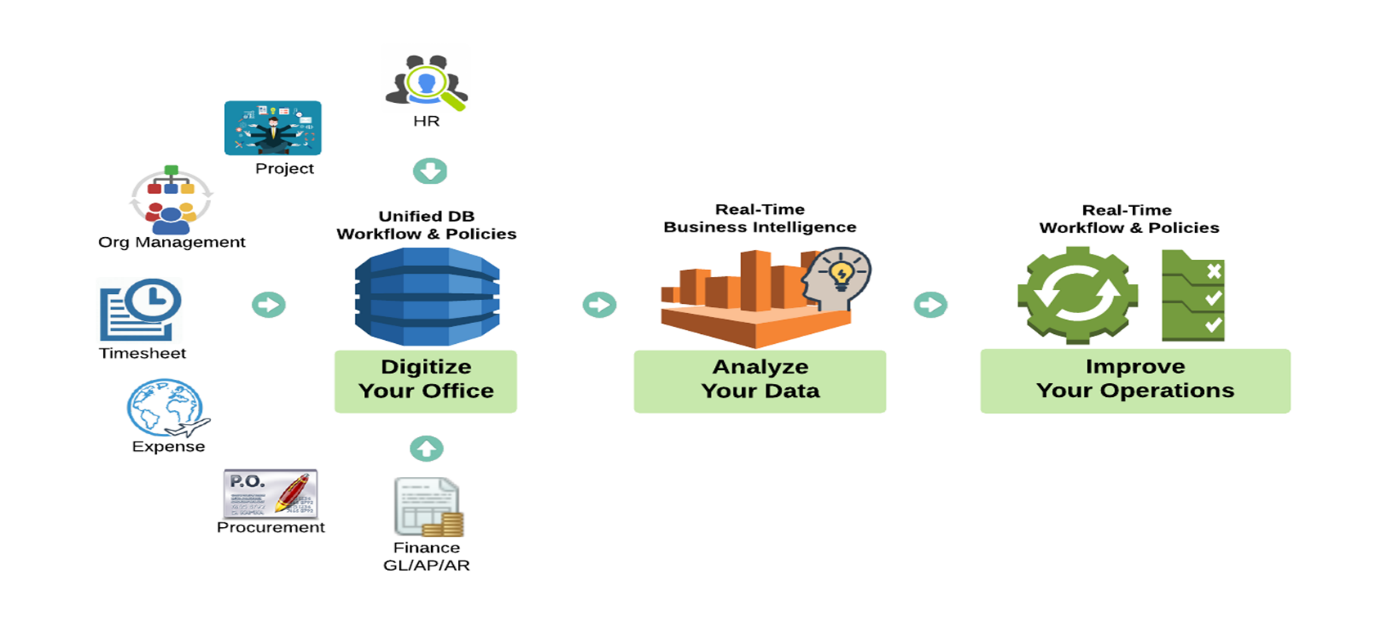 HR
Project
Org Management
Timesheet
Expense
P.O.
Procurement
Finance
GL/AP/AR
Unified DB
Workflow & Policies
Digitize
Your Office
Real-Time
Business Intelligence
Analyze
Your Data
Real-Time
Workflow & Policies
Improve
Your Operations